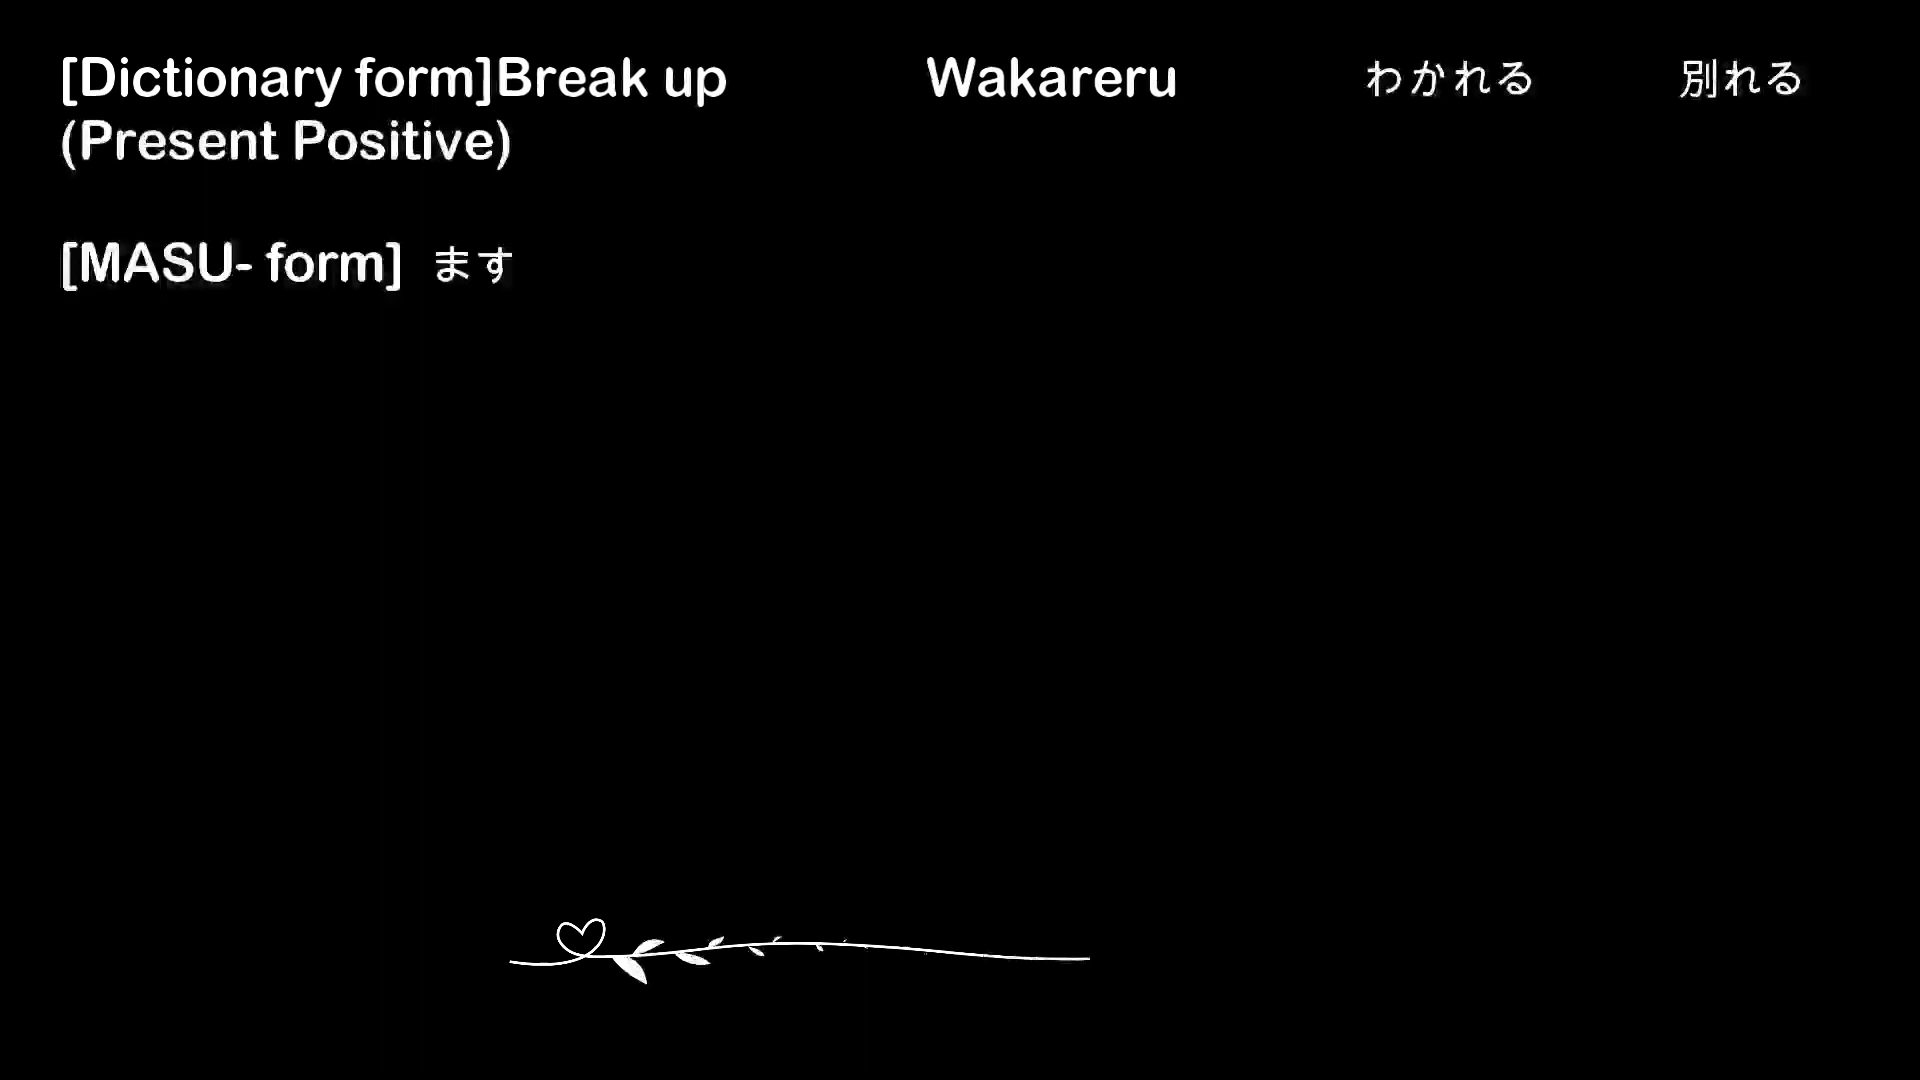 [Dictionary form]Break up Wakareru わかれる 別れる
(Present Positive)
[MASU- form] ます